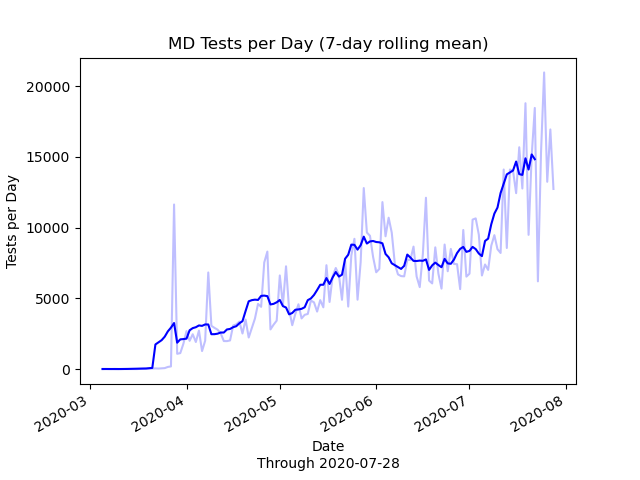 MD Tests per Day (7-day rolling mean)
Tests per Day
20000
15000
10000
5000
0
2020-03
2020-04
2020-05
2020-06
2020-07
2020-08
Date
Through 2020-07-28